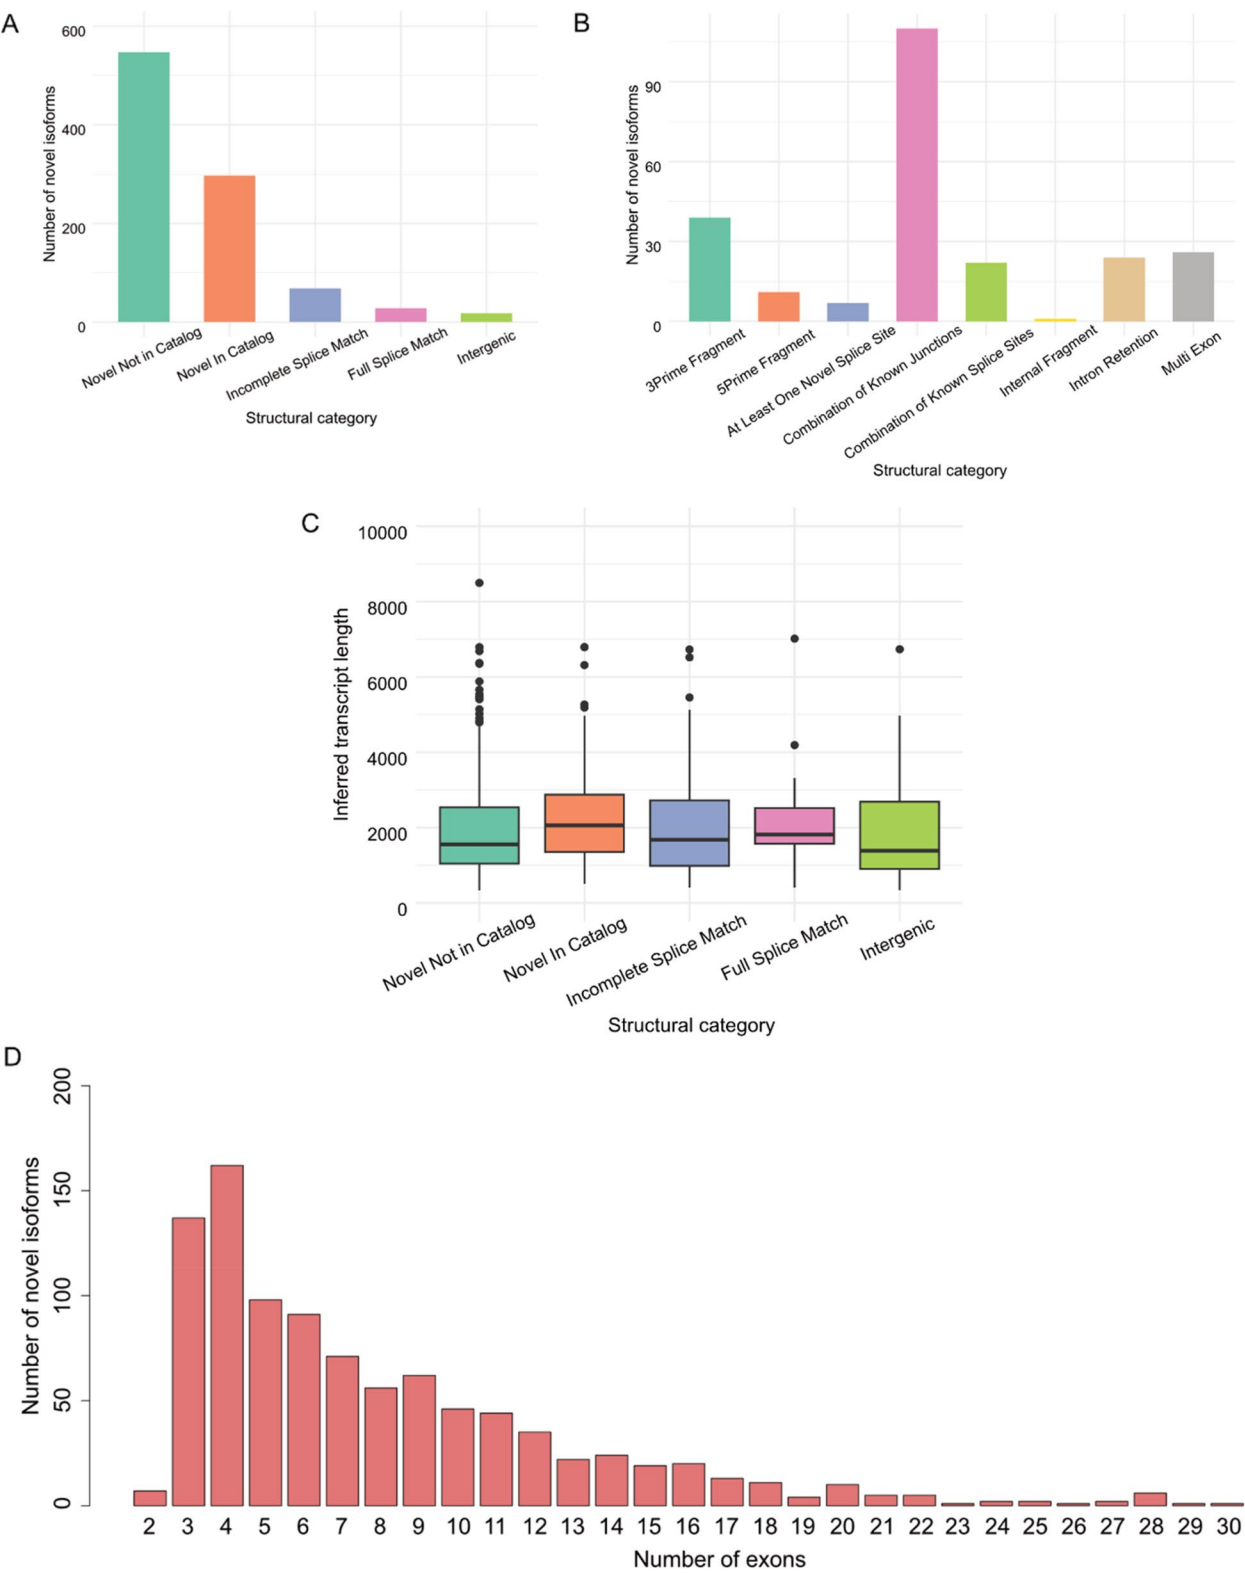 A
Number of novel isoforms
600
400
200
0
Novel Not in Catalog
Novel In Catalog
Incomplete Splice Match
Full Splice Match
Intergenic
Structural category
B
Number of novel isoforms
90
60
30
0
3Prime Fragment
5Prime Fragment
At Least One Novel Splice Site
Combination of Known Junctions
Combination of Known Splice Sites
Internal Fragment
Intron Retention
Multi Exon
Structural category
C
Inferred transcript length
10000
8000
6000
4000
2000
0
Novel Not in Catalog
Novel In Catalog
Incomplete Splice Match
Full Splice Match
Intergenic
Structural category
D
Number of novel isoforms
200
150
100
50
0
2 3 4 5 6 7 8 9 10 11 12 13 14 15 16 17 18 19 20 21 22 23 24 25 26 27 28 29 30
Number of exons